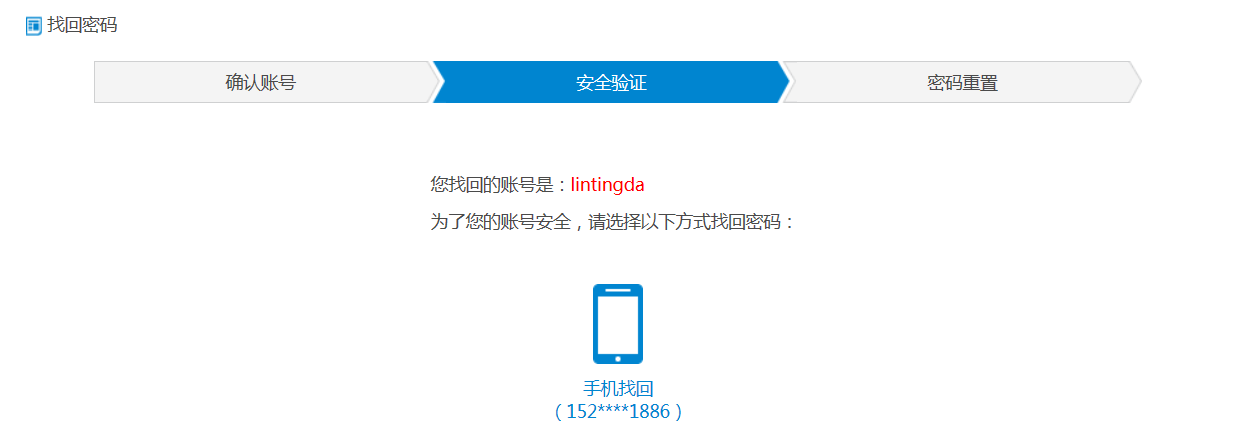 找回密码
确认账号
安全验证
密码重置
您找回的账号是：lintingda
为了您的账号安全，请选择以下方式找回密码：
手机找回
（152****1886）